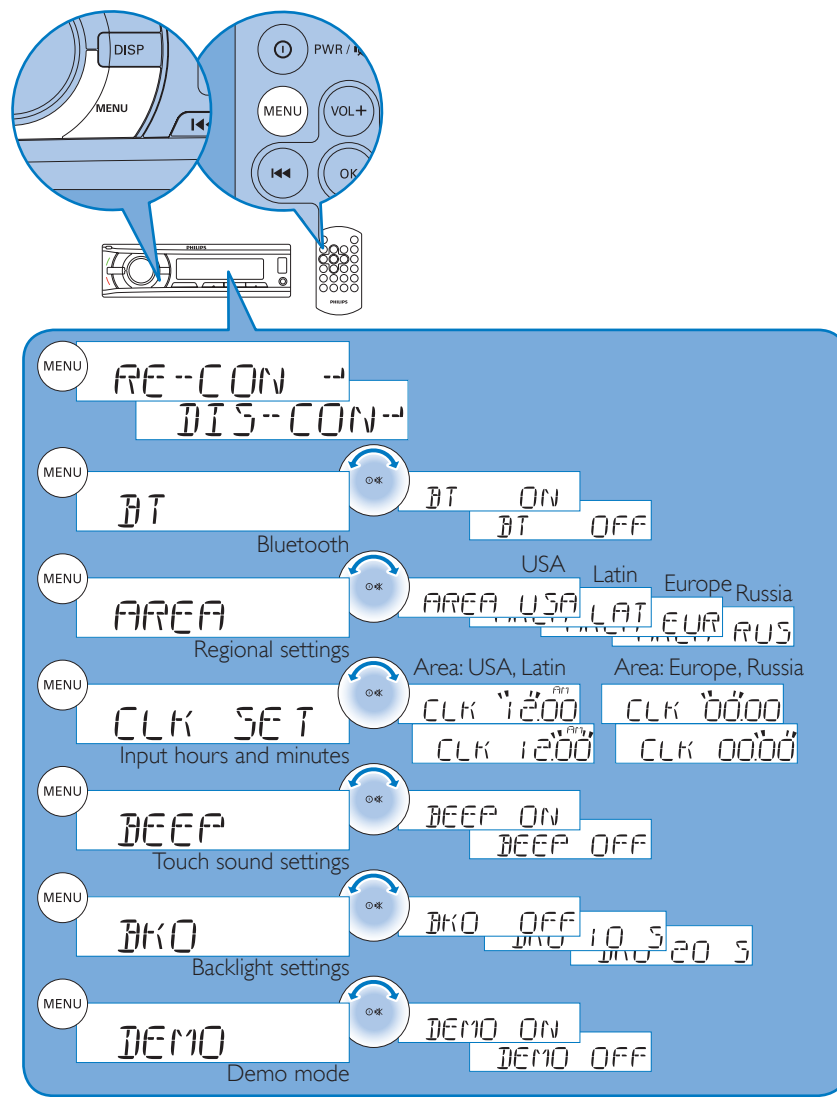 DISP
MENU
PWR /
MENU
VOL+
OK
PHILIPS
PHILIPS
MENU
RE-CON
DIS-CON
MENU
BT
Bluetooth
BT ON
BT OFF
MENU
AREA
Regional settings
USA
Latin
Europe
Russia
AREA USA
LAT
EUR
RUS
MENU
CLK SET
Input hours and minutes
Area: USA, Latin
AM
CLK 12:00
AM
CLK 12:00
Area: Europe, Russia
CLK 00:00
CLK 00:00
MENU
BEEP
Touch sound settings
BEEP ON
BEEP OFF
MENU
BKO
Backlight settings
BKO OFF
BKO 10 S
BKO 20 S
MENU
DEMO
Demo mode
DEMO ON
DEMO OFF